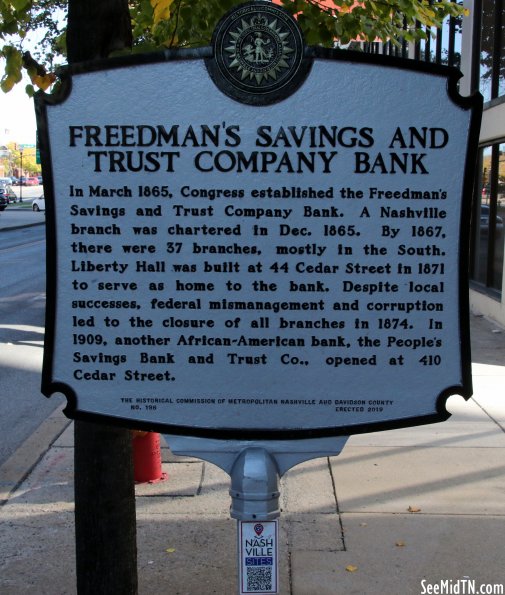 FREEDMAN'S SAVINGS AND
TRUST COMPANY BANK
In March 1865, Congress established the Freedman's
Savings and Trust Company Bank. A Nashville
branch was chartered in Dec. 1865. By 1867,
there were 37 branches, mostly in the South.
Liberty Hall was built at 44 Cedar Street in 1871
to serve as home to the bank. Despite local
successes, federal mismanagement and corruption
led to the closure of all branches in 1874. In
1909, another African-American bank, the People's
Savings Bank and Trust Co., opened at 410
Cedar Street.
THE HISTORICAL COMMISSION OF METROPOLITAN NASHVILLE AND DAVIDSON COUNTY
NO. 198 ERECTED 2019
NASH
VILLE
SITES
SeeMidTN.com